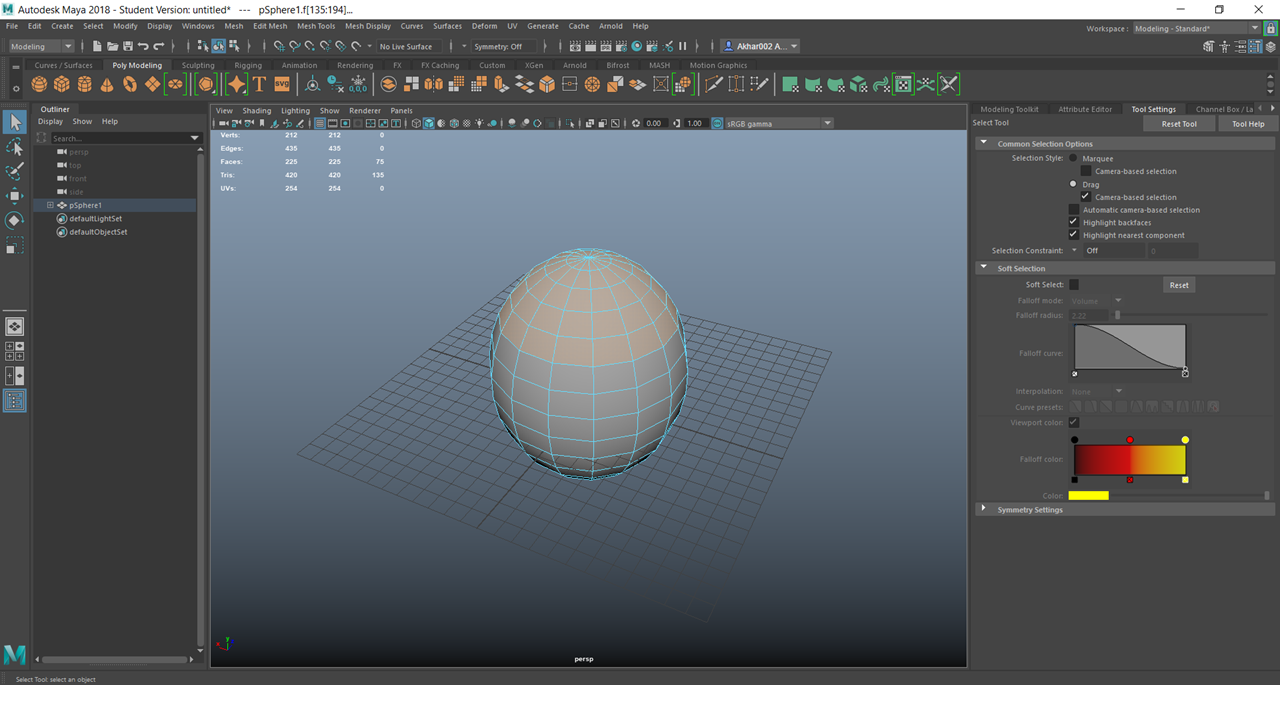 Autodesk Maya 2018 - Student Version: untitled* --- pSphere1.f[135:194]...
File Edit Create Select Modify Display Windows Mesh Edit Mesh Mesh Tools Mesh Display Curves Surfaces Deform UV Generate Cache Arnold Help
Workspace : Modeling - Standard*
Modeling No Live Surface Symmetry: Off Akhar002 A...
Curves / Surfaces Poly Modeling Sculpting Rigging Animation Rendering FX FX Caching Custom XGen Arnold Bifrost MASH Motion Graphics
T SVG 0,0,0
Outliner
Display Show Help
Search...
persp
top
front
side
pSphere1
defaultLightSet
defaultObjectSet
View Shading Lighting Show Renderer Panels
0.00 1.00 sRGB gamma
Verts: 212 212 0
Edges: 435 435 0
Faces: 225 225 75
Tris: 420 420 135
UVs: 254 254 0
y
persp
Modeling Toolkit Attribute Editor Tool Settings Channel Box / La
Select Tool Reset Tool Tool Help
Common Selection Options
Selection Style: Marquee
Camera-based selection
Drag
Camera-based selection
Automatic camera-based selection
Highlight backfaces
Highlight nearest component
Selection Constraint: Off 0
Soft Selection
Soft Select: Reset
Falloff mode: Volume
Falloff radius: 2.22
Falloff curve:
Interpolation: None
Curve presets:
Viewport color:
Falloff color:
Color:
Symmetry Settings
Select Tool: select an object